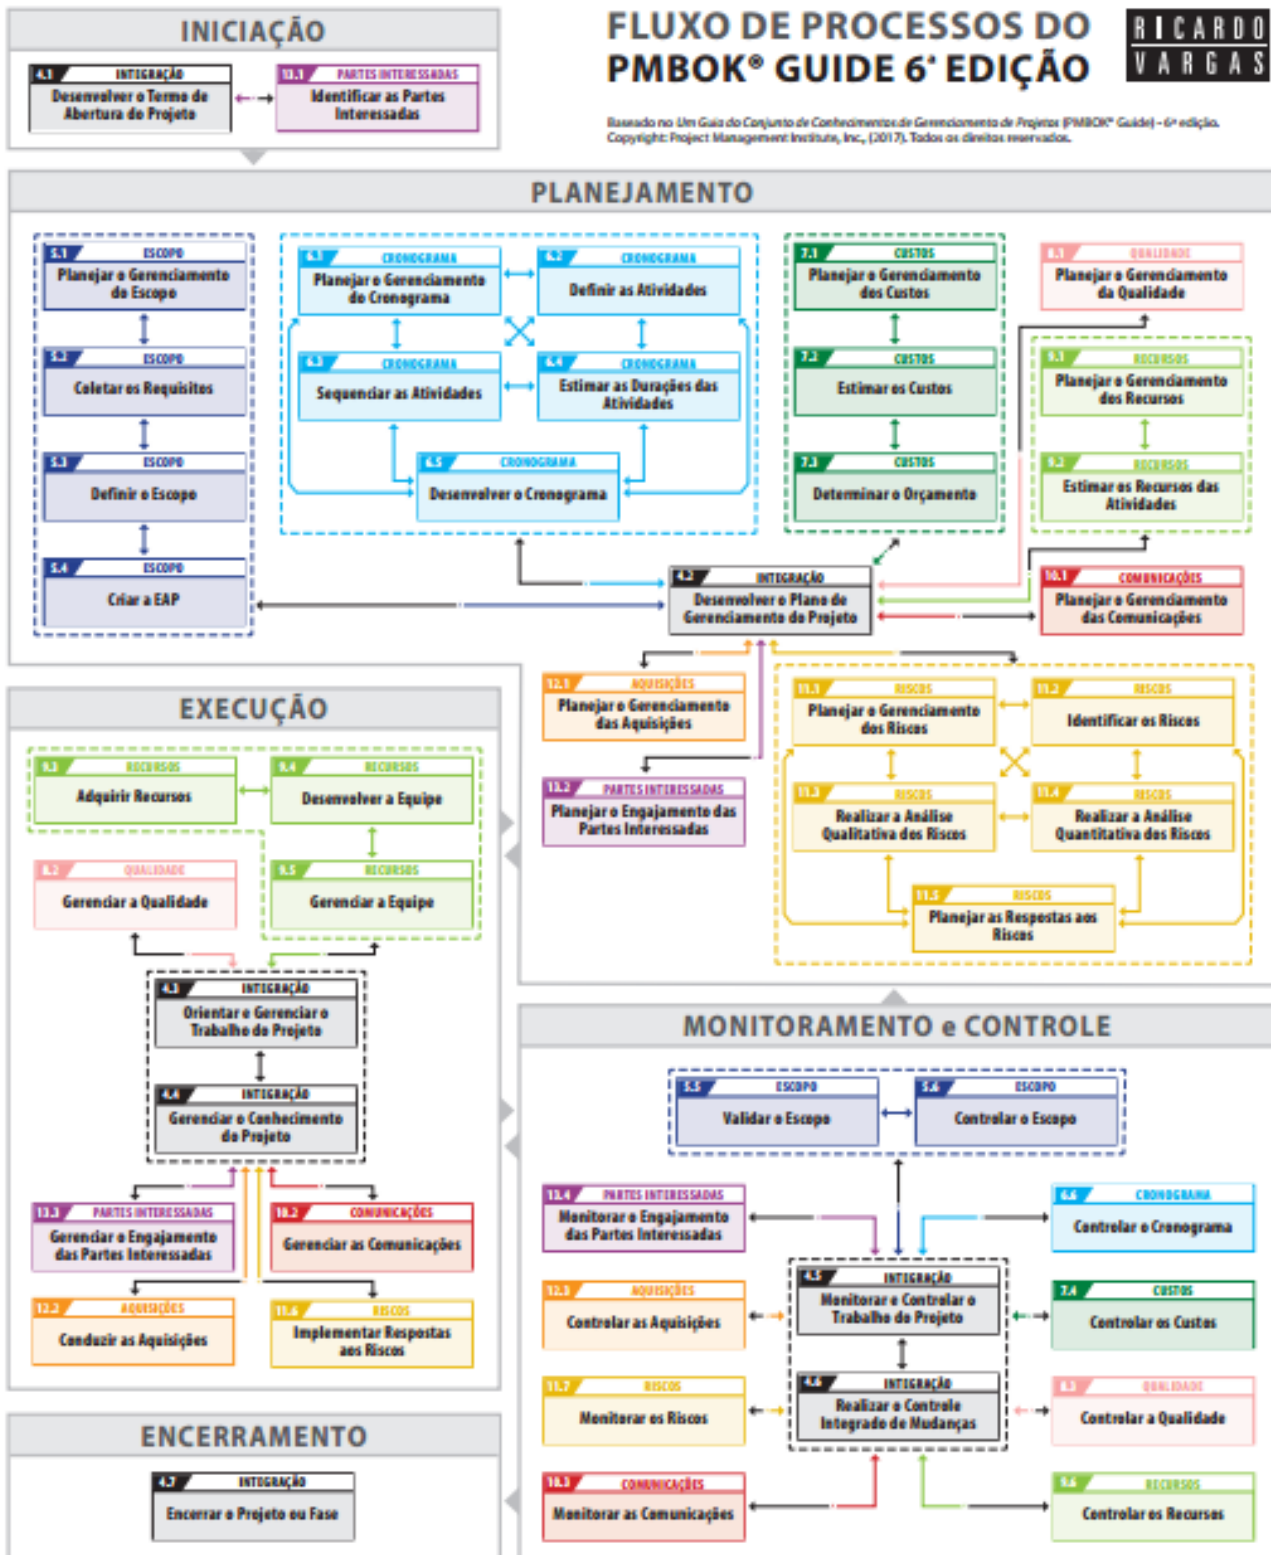 INICIAÇÃO
4.1 INTEGRAÇÃO
Desenvolver o Termo de
Abertura do Projeto
13.1 PARTES INTERESSADAS
Identificar as Partes
Interessadas
FLUXO DE PROCESSOS DO
PMBOK® GUIDE 6ª EDIÇÃO
RICARDO
VARGAS
Baseado no Um Guia do Conjunto de Conhecimentos de Gerenciamento de Projetos (PMBOK® Guide) - 6ª edição.
Copyright: Project Management Institute, Inc., (2017). Todos os direitos reservados.
PLANEJAMENTO
5.1 ESCOPO
Planejar o Gerenciamento
do Escopo
5.2 ESCOPO
Coletar os Requisitos
5.3 ESCOPO
Definir o Escopo
5.4 ESCOPO
Criar a EAP
6.1 CRONOGRAMA
Planejar o Gerenciamento
do Cronograma
6.2 CRONOGRAMA
Definir as Atividades
6.3 CRONOGRAMA
Sequenciar as Atividades
6.4 CRONOGRAMA
Estimar as Durações das
Atividades
6.5 CRONOGRAMA
Desenvolver o Cronograma
7.1 CUSTOS
Planejar o Gerenciamento
dos Custos
7.2 CUSTOS
Estimar os Custos
7.3 CUSTOS
Determinar o Orçamento
8.1 QUALIDADE
Planejar o Gerenciamento
da Qualidade
9.1 RECURSOS
Planejar o Gerenciamento
dos Recursos
9.2 RECURSOS
Estimar os Recursos das
Atividades
4.2 INTEGRAÇÃO
Desenvolver o Plano de
Gerenciamento do Projeto
10.1 COMUNICAÇÕES
Planejar o Gerenciamento
das Comunicações
12.1 AQUISIÇÕES
Planejar o Gerenciamento
das Aquisições
13.2 PARTES INTERESSADAS
Planejar o Engajamento das
Partes Interessadas
11.1 RISCOS
Planejar o Gerenciamento
dos Riscos
11.2 RISCOS
Identificar os Riscos
11.3 RISCOS
Realizar a Análise
Qualitativa dos Riscos
11.4 RISCOS
Realizar a Análise
Quantitativa dos Riscos
11.5 RISCOS
Planejar as Respostas aos
Riscos
EXECUÇÃO
9.3 RECURSOS
Adquirir Recursos
9.4 RECURSOS
Desenvolver a Equipe
8.2 QUALIDADE
Gerenciar a Qualidade
9.5 RECURSOS
Gerenciar a Equipe
4.3 INTEGRAÇÃO
Orientar e Gerenciar o
Trabalho do Projeto
4.4 INTEGRAÇÃO
Gerenciar o Conhecimento
do Projeto
13.3 PARTES INTERESSADAS
Gerenciar o Engajamento
das Partes Interessadas
10.2 COMUNICAÇÕES
Gerenciar as Comunicações
12.2 AQUISIÇÕES
Conduzir as Aquisições
11.6 RISCOS
Implementar Respostas
aos Riscos
MONITORAMENTO e CONTROLE
5.5 ESCOPO
Validar o Escopo
5.6 ESCOPO
Controlar o Escopo
13.4 PARTES INTERESSADAS
Monitorar o Engajamento
das Partes Interessadas
6.6 CRONOGRAMA
Controlar o Cronograma
12.3 AQUISIÇÕES
Controlar as Aquisições
4.5 INTEGRAÇÃO
Monitorar e Controlar o
Trabalho do Projeto
7.4 CUSTOS
Controlar os Custos
11.7 RISCOS
Monitorar os Riscos
4.6 INTEGRAÇÃO
Realizar o Controle
Integrado de Mudanças
8.3 QUALIDADE
Controlar a Qualidade
10.3 COMUNICAÇÕES
Monitorar as Comunicações
9.6 RECURSOS
Controlar os Recursos
ENCERRAMENTO
4.7 INTEGRAÇÃO
Encerrar o Projeto ou Fase